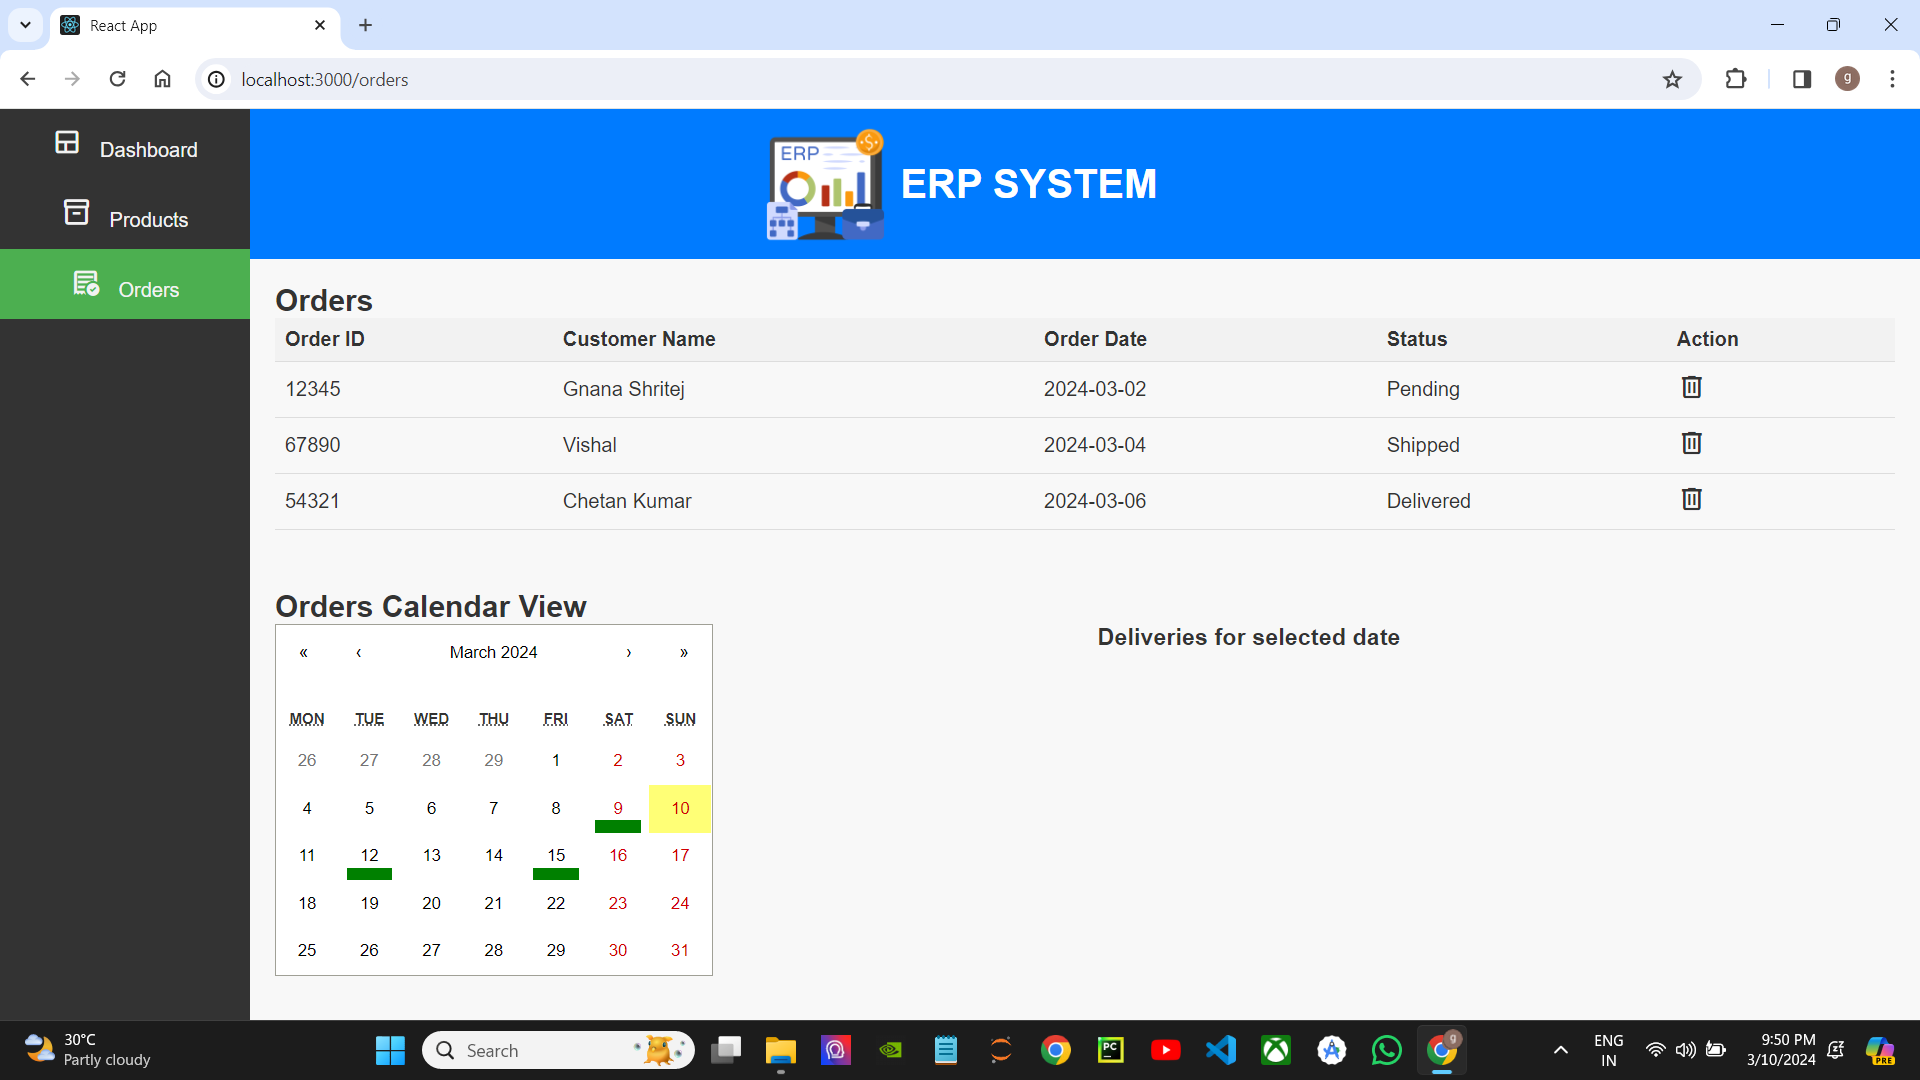 React App
localhost:3000/orders
g
Dashboard
Products
Orders
ERP
ERP SYSTEM
Orders
Order ID Customer Name Order Date Status Action
12345 Gnana Shritej 2024-03-02 Pending
67890 Vishal 2024-03-04 Shipped
54321 Chetan Kumar 2024-03-06 Delivered
Orders Calendar View
Deliveries for selected date
« ‹ March 2024 › »
MON TUE WED THU FRI SAT SUN
26 27 28 29 1 2 3
4 5 6 7 8 9 10
11 12 13 14 15 16 17
18 19 20 21 22 23 24
25 26 27 28 29 30 31
30°C
Partly cloudy
Search
PC
g
ENG
IN
9:50 PM
3/10/2024
PRE